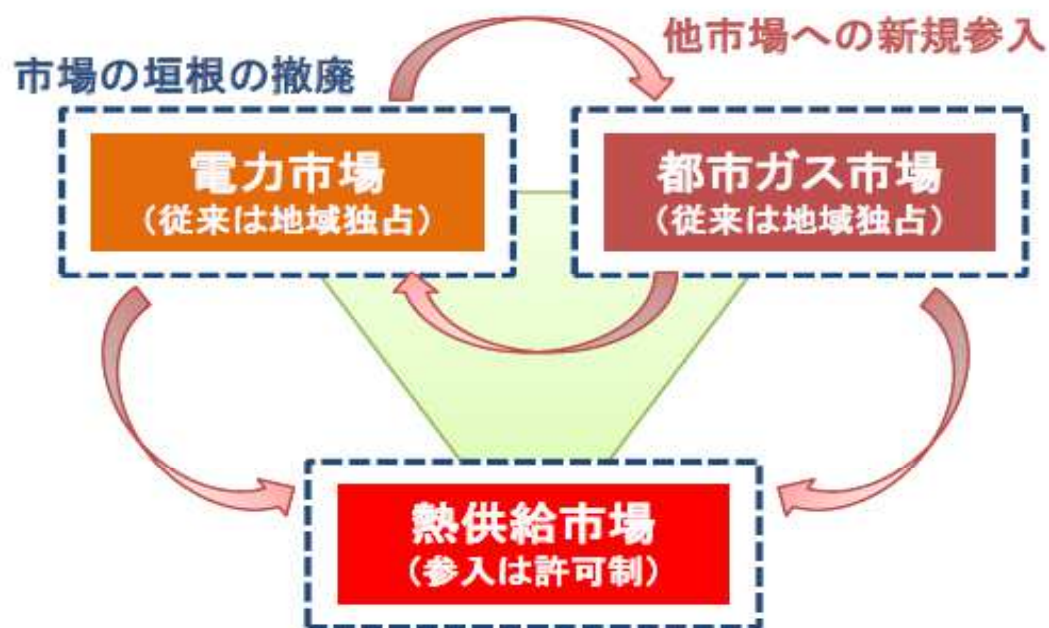 他市場への新規参入
市場の垣根の撤廃
電力市場
（従来は地域独占）
都市ガス市場
（従来は地域独占）
熱供給市場
（参入は許可制）